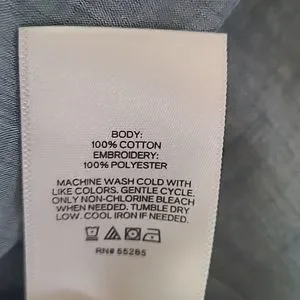 BODY:
100% COTTON
EMBROIDERY:
100% POLYESTER
MACHINE WASH COLD WITH
LIKE COLORS. GENTLE CYCLE.
ONLY NON-CHLORINE BLEACH
WHEN NEEDED. TUMBLE DRY
LOW. COOL IRON IF NEEDED.
RN# 55285